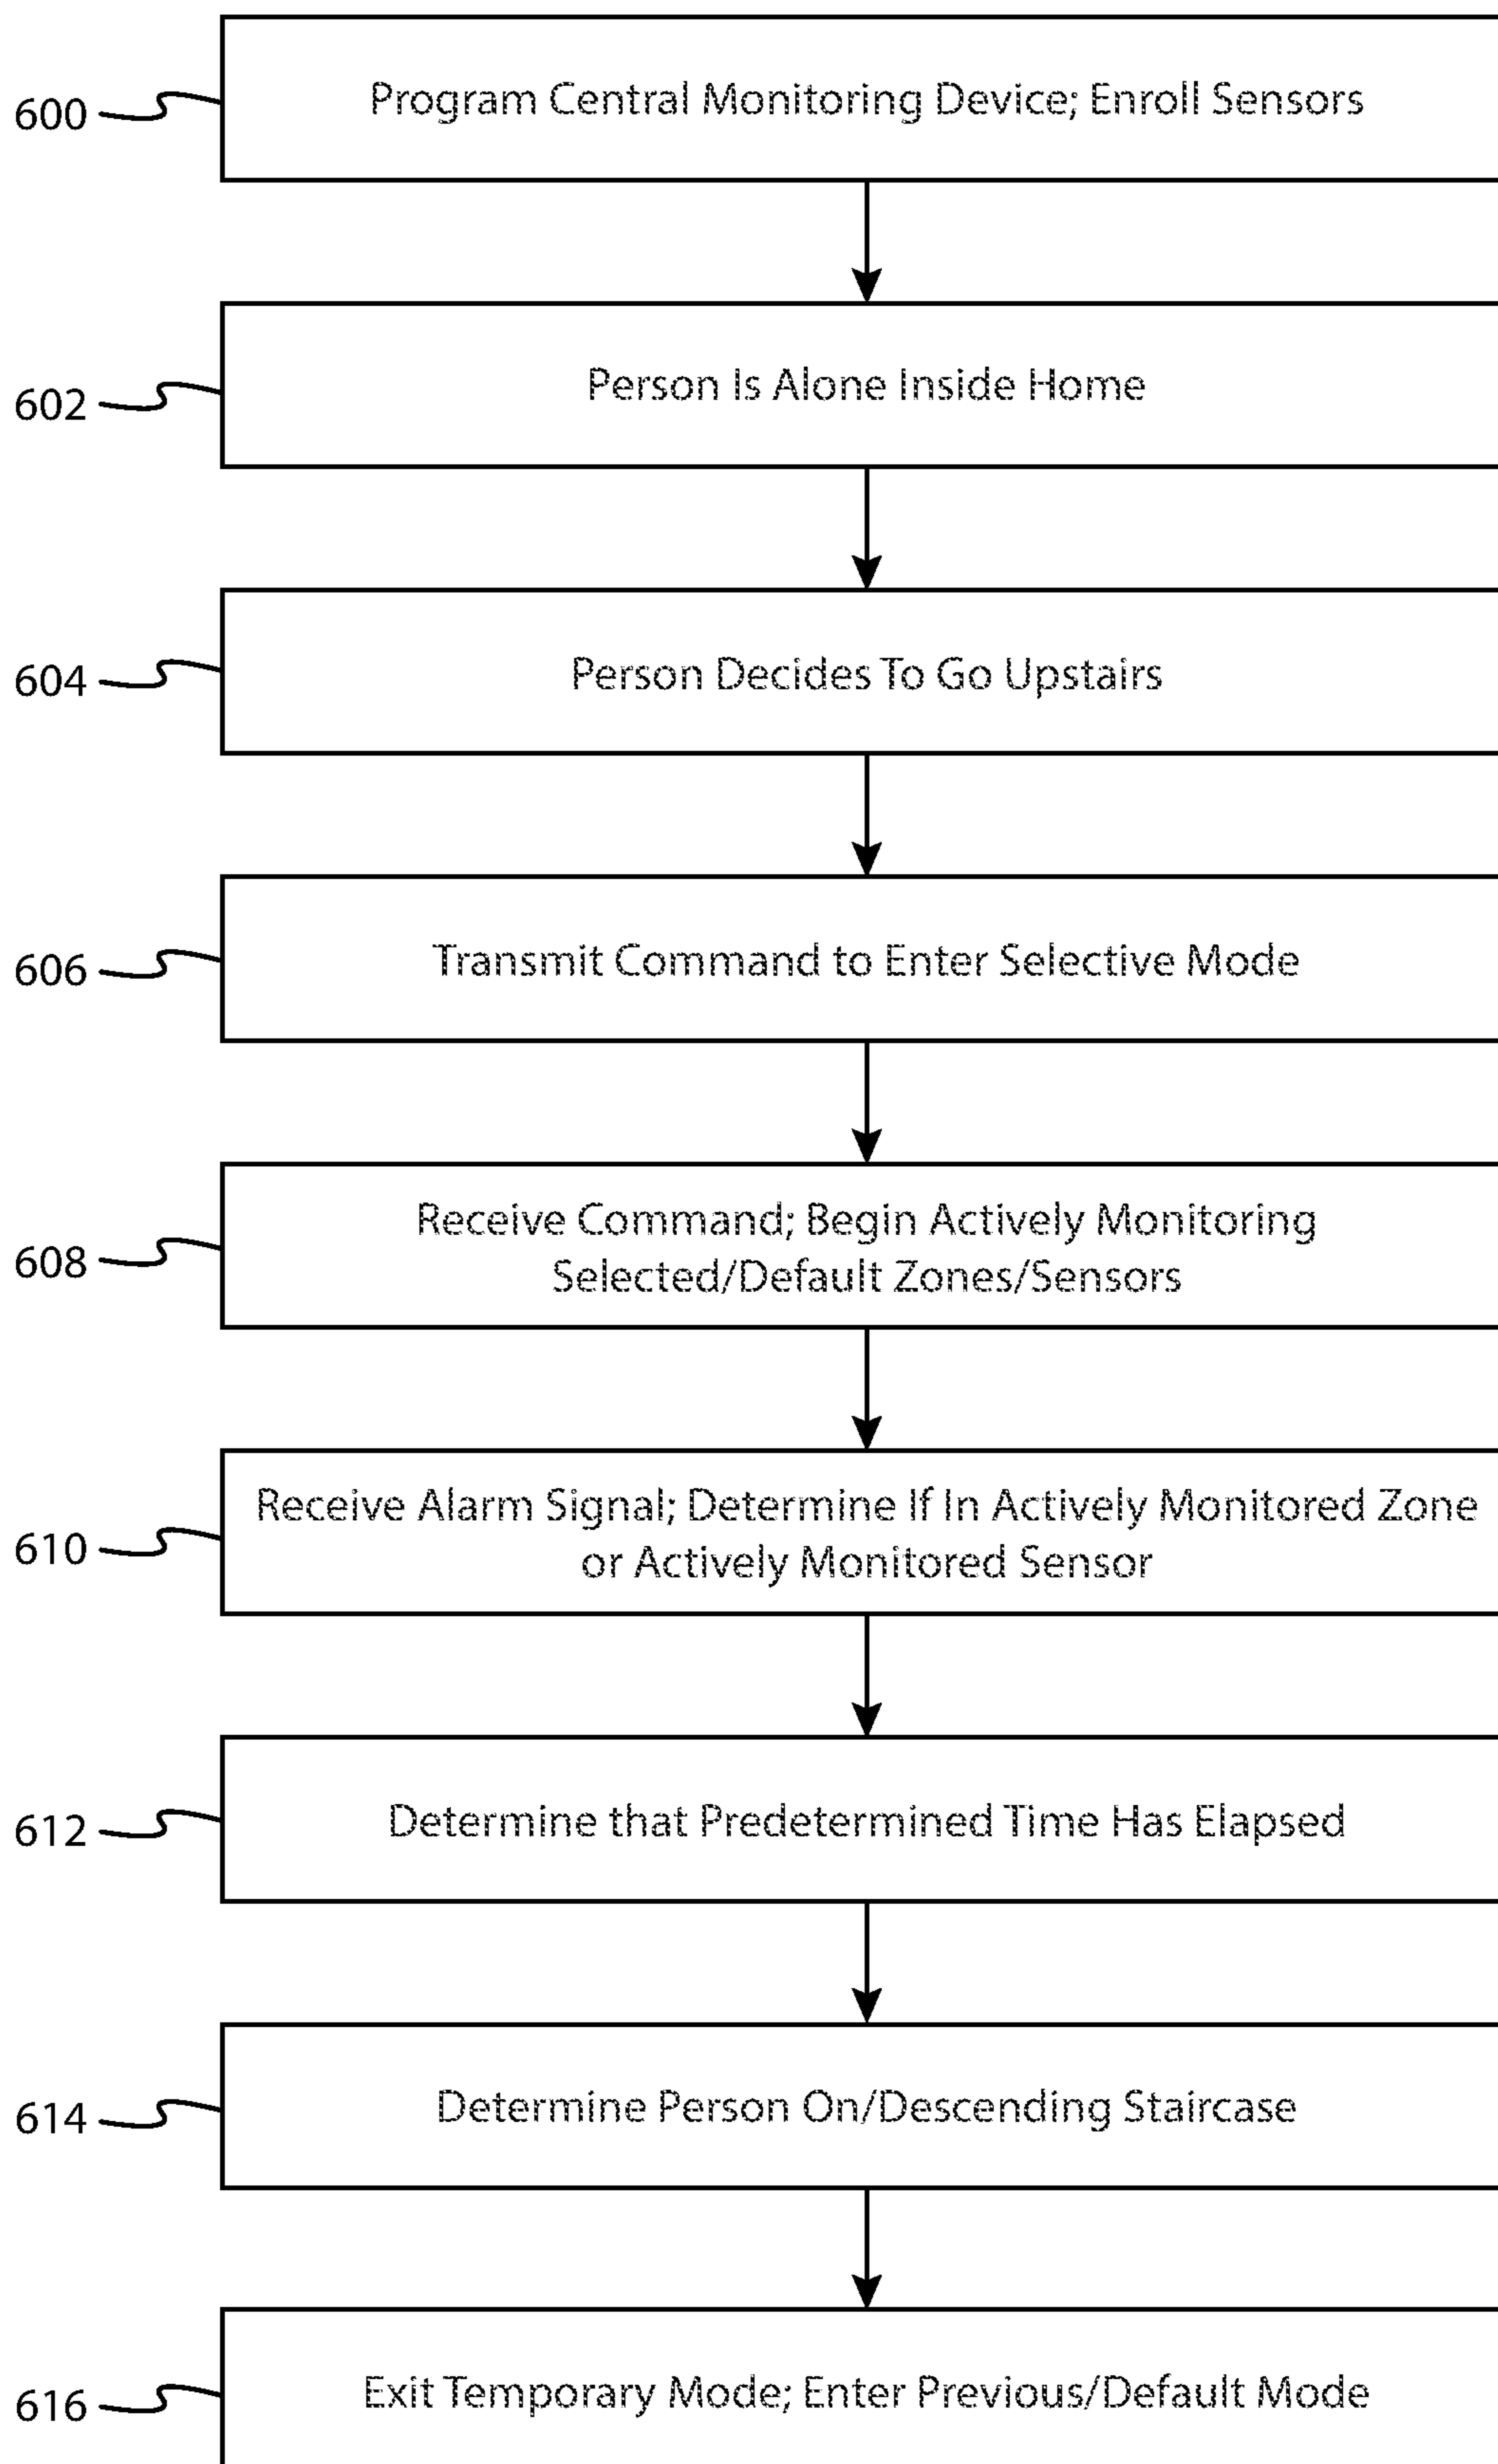 600
Program Central Monitoring Device; Enroll Sensors
602
Person Is Alone Inside Home
604
Person Decides To Go Upstairs
606
Transmit Command to Enter Selective Mode
608
Receive Command; Begin Actively Monitoring
Selected/Default Zones/Sensors
610
Receive Alarm Signal; Determine If In Actively Monitored Zone
or Actively Monitored Sensor
612
Determine that Predetermined Time Has Elapsed
614
Determine Person On/Descending Staircase
616
Exit Temporary Mode; Enter Previous/Default Mode